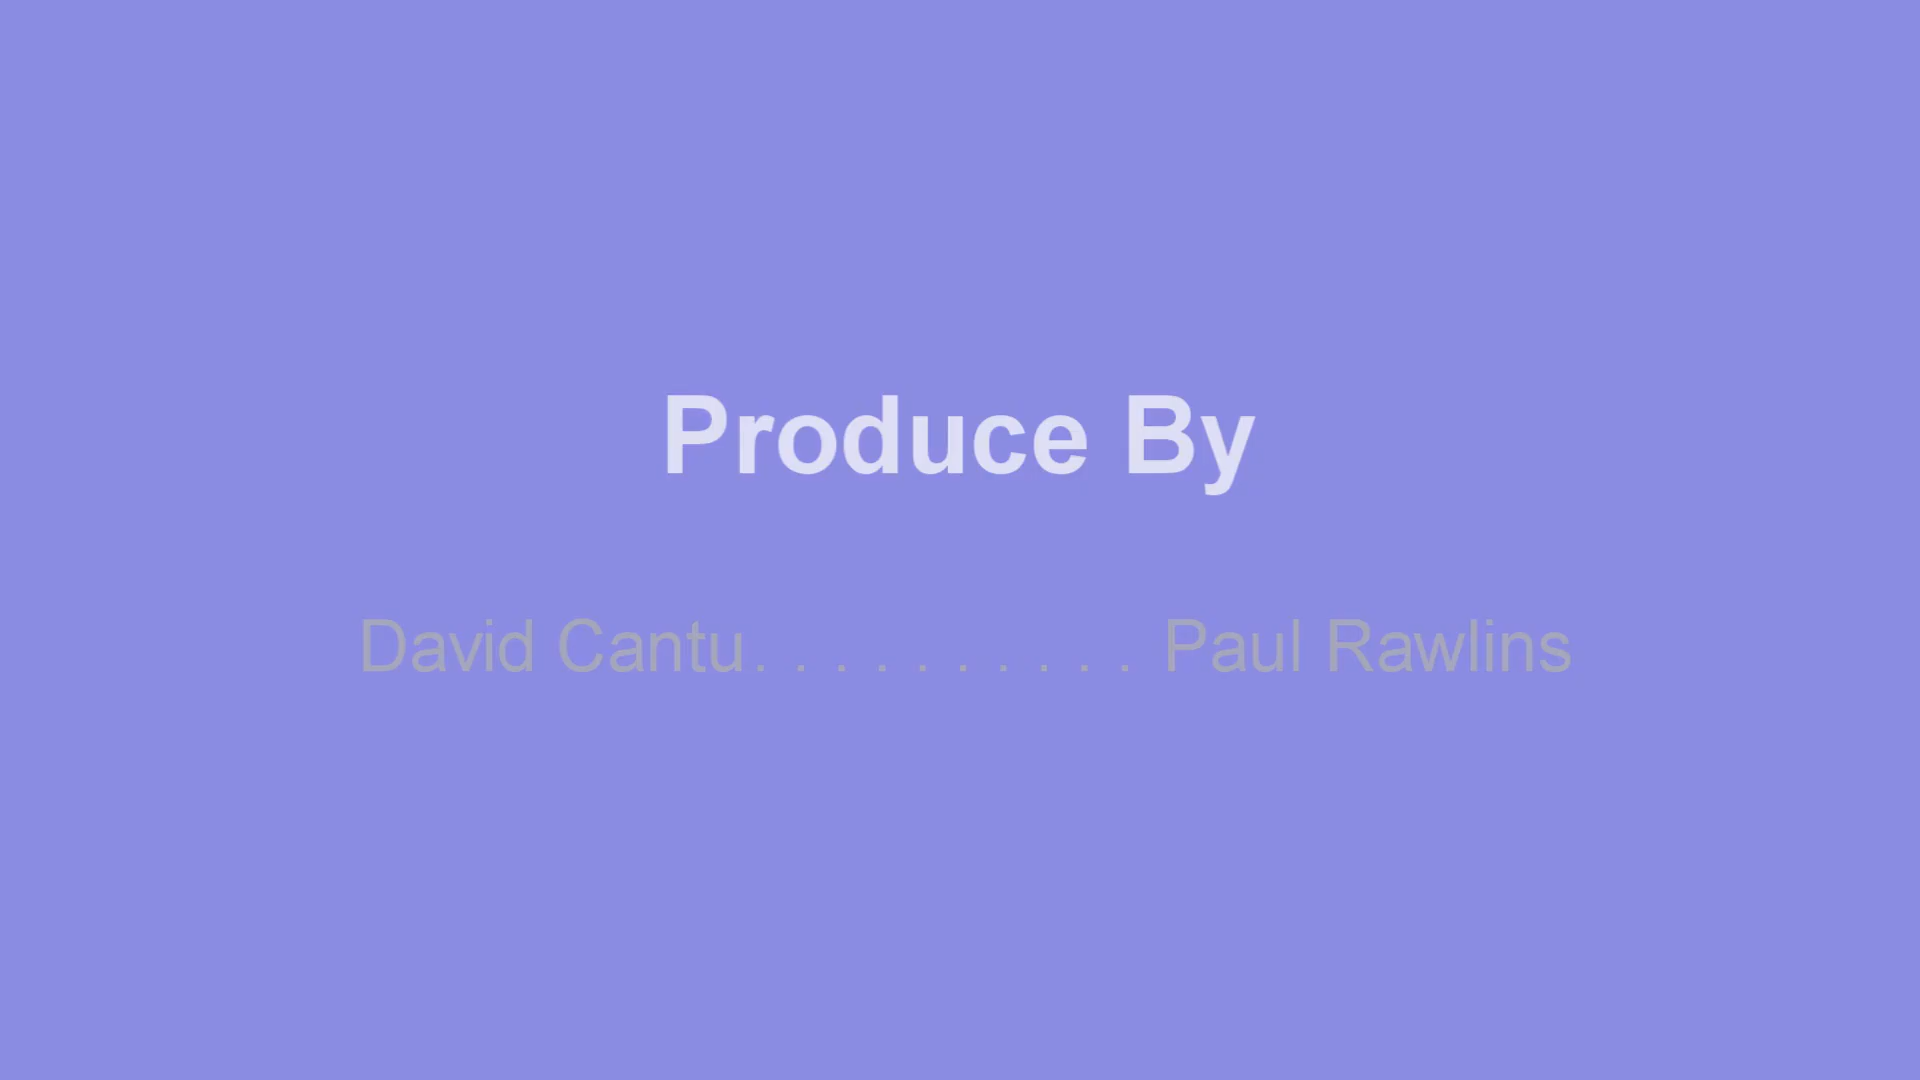 Produce By
David Cantu. . . . . . . . . . Paul Rawlins